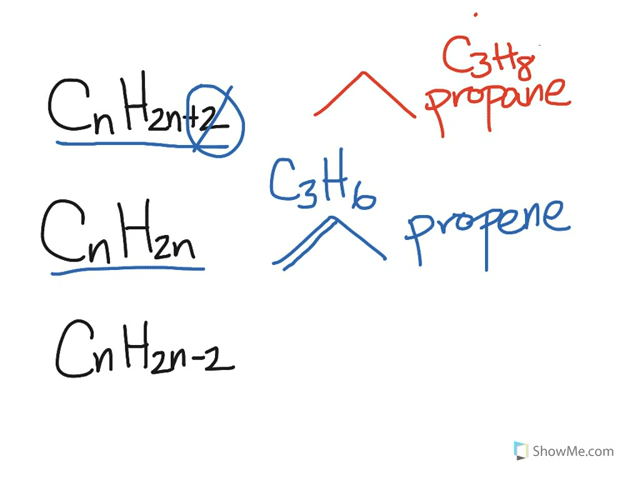 CnH2n+2
C3H8
propane
C3H6
CnH2n
propene
CnH2n-2
ShowMe.com